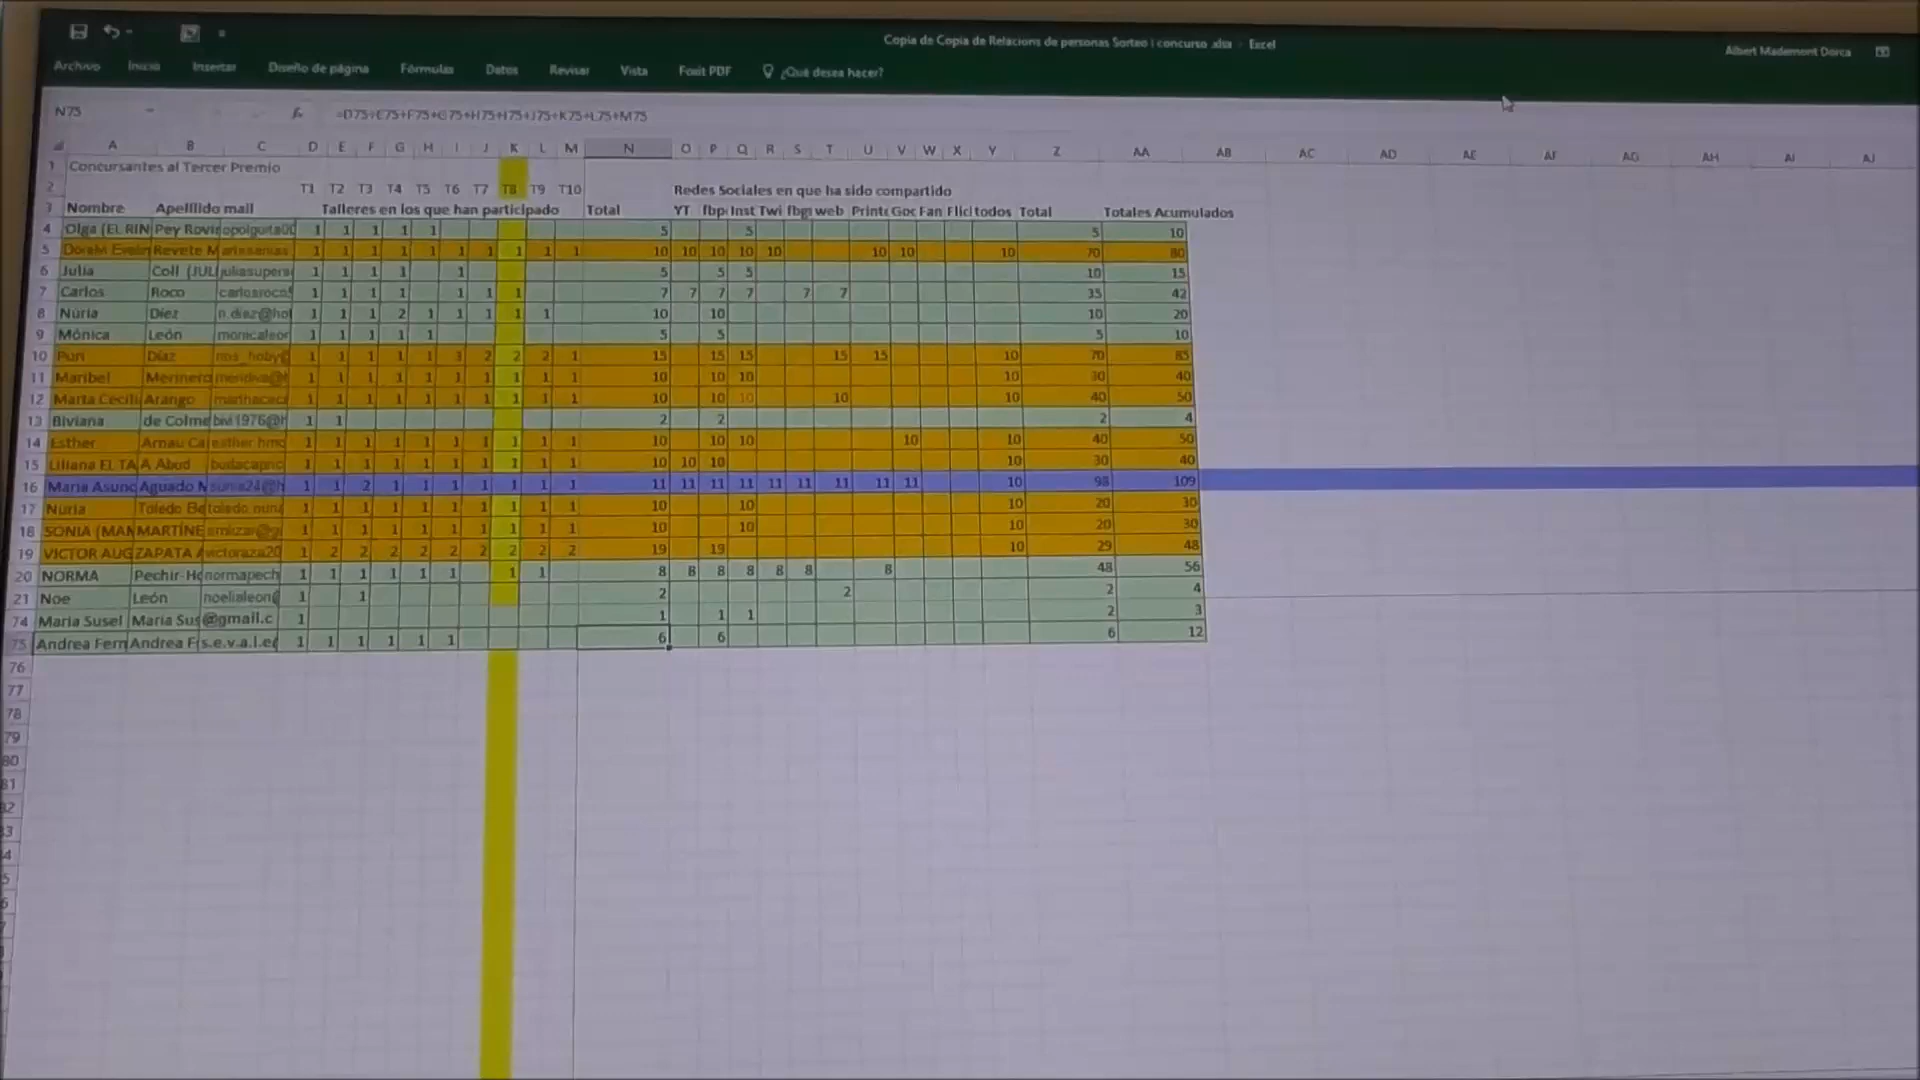 Copia de Copia de Relacions de personas Sorteo i concurso .xlsx - Excel
Albert Madement Dorca
Archivo Inicio Insertar Diseño de página Fórmulas Datos Revisar Vista Foxit PDF ¿Qué desea hacer?
N75 fx =D75+E75+F75+G75+H75+I75+J75+K75+L75+M75
A B C D E F G H I J K L M N O P Q R S T U V W X Y Z AA AB AC AD AE AF AG AH AI AJ
1 Concursantes al Tercer Premio
2 T1 T2 T3 T4 T5 T6 T7 T8 T9 T10 Redes Sociales en que ha sido compartido
3 Nombre Apelllido mail Talleres en los que han participado Total YT fbp Inst Twi fbg web Print Goo Fan Flic todos Total Totales Acumulados
4 Olga (EL RIN Pey Rovi 1 1 1 1 1 5 5 5 10
5 Revete M 1 1 1 1 1 1 1 1 1 1 10 10 10 10 10 10 10 10 70 80
6 Julia Coll (JUL juliasupers 1 1 1 1 1 5 5 5 10 15
7 Carlos Roco carlosroco 1 1 1 1 1 1 1 7 7 7 7 7 7 35 42
8 Núria Díez n.diez@ho 1 1 1 2 1 1 1 1 1 10 10 10 20
9 Mónica León monicaleon 1 1 1 1 1 5 5 5 10
10 Puri Díaz 1 1 1 1 1 3 2 2 2 1 15 15 15 15 15 10 70 85
11 Maribel Merinero 1 1 1 1 1 1 1 1 1 1 10 10 10 10 30 40
12 Marta Cecili Arango 1 1 1 1 1 1 1 1 1 1 10 10 10 10 10 40 50
13 Biviana de Colme bivi1976@h 1 1 2 2 2 4
14 Esther Arnau Ca esther.hmo 1 1 1 1 1 1 1 1 1 1 10 10 10 10 10 40 50
15 Liliana EL TA A Abud 1 1 1 1 1 1 1 1 1 1 10 10 10 10 30 40
16 Maria Asunc Aguado M sunia24@h 1 1 2 1 1 1 1 1 1 1 11 11 11 11 11 11 11 11 11 10 98 109
17 Nuria Toledo Be toledo.nuri 1 1 1 1 1 1 1 1 1 1 10 10 10 20 30
18 SONIA (MAN MARTÍNE 1 1 1 1 1 1 1 1 1 1 10 10 10 20 30
19 VICTOR AUG ZAPATA A victoraza20 1 2 2 2 2 2 2 2 2 2 19 19 10 29 48
20 NORMA Pechir-Ho normapech 1 1 1 1 1 1 1 1 8 8 8 8 8 8 8 48 56
21 Noe León noelialeon@ 1 1 2 2 2 4
74 Maria Susel Maria Sus @gmail.c 1 1 1 1 2 3
75 Andrea Fern Andrea F s.e.v.a.l.e 1 1 1 1 1 1 6 6 6 12
76
77
78
79
80
81